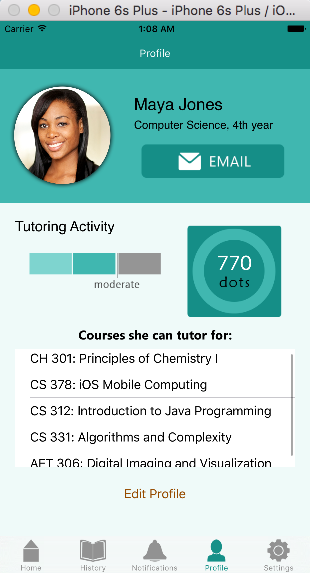 iPhone 6s Plus - iPhone 6s Plus / iO...
Carrier 1:08 AM
Profile
Maya Jones
Computer Science, 4th year
EMAIL
Tutoring Activity
moderate
770
dots
Courses she can tutor for:
CH 301: Principles of Chemistry I
CS 378: iOS Mobile Computing
CS 312: Introduction to Java Programming
CS 331: Algorithms and Complexity
AET 306: Digital Imaging and Visualization
Edit Profile
Home History Notifications Profile Settings